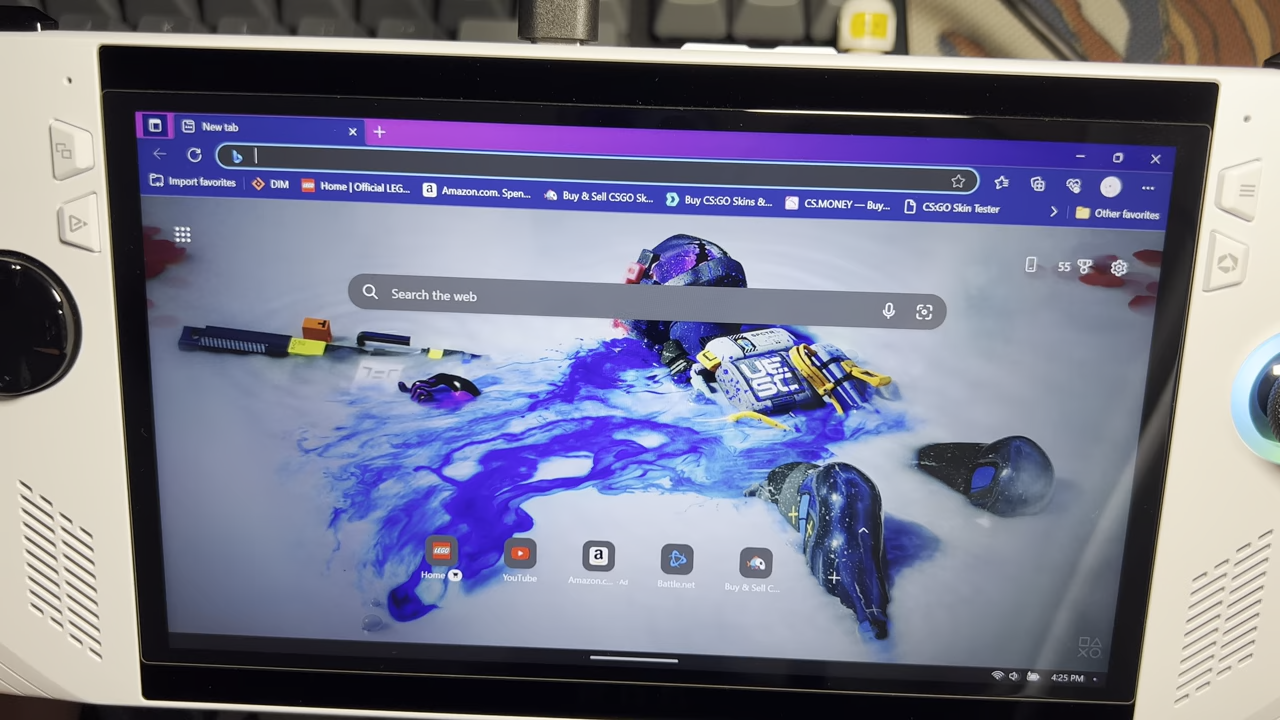 New tab
Import favorites
DIM
Home | Official LEG...
Amazon.com. Spen...
Buy & Sell CSGO Sk...
Buy CS:GO Skins &...
CS.MONEY — Buy...
CS:GO Skin Tester
Other favorites
55
Search the web
UESC
LEGO
Home
YouTube
a
Amazon.c...
Ad
Battle.net
Buy & Sell C...
4:25 PM